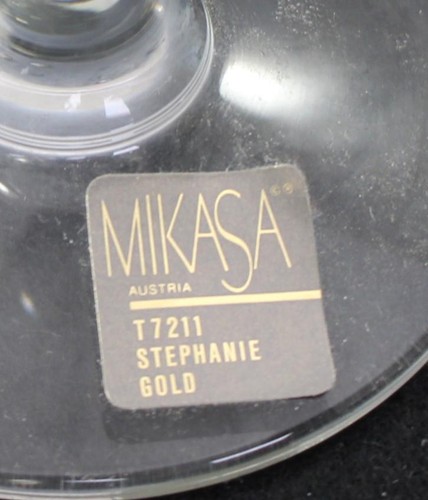 MIKASA ©®
AUSTRIA
T7211
STEPHANIE
GOLD